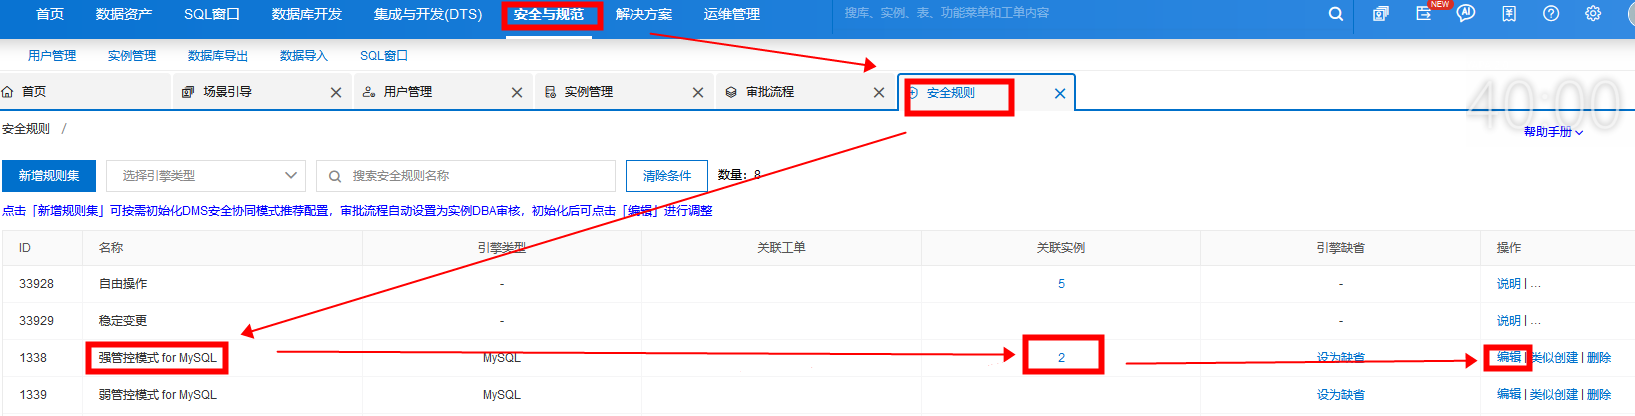 首页 数据资产 SQL窗口 数据库开发 集成与开发(DTS) 安全与规范 解决方案 运维管理 搜库、实例、表、功能菜单和工单内容 NEW AI
用户管理 实例管理 数据库导出 数据导入 SQL窗口
首页 场景引导 用户管理 实例管理 审批流程 安全规则
40:00
安全规则 / 帮助手册
新增规则集 选择引擎类型 搜索安全规则名称 清除条件 数量：8
点击「新增规则集」可按需初始化DMS安全协同模式推荐配置，审批流程自动设置为实例DBA审核，初始化后可点击「编辑」进行调整
ID 名称 引擎类型 关联工单 关联实例 引擎缺省 操作
33928 自由操作 - 5 - 说明 | ...
33929 稳定变更 - - 说明 | ...
1338 强管控模式 for MySQL MySQL 2 设为缺省 编辑 | 类似创建 | 删除
1339 弱管控模式 for MySQL MySQL 设为缺省 编辑 | 类似创建 | 删除